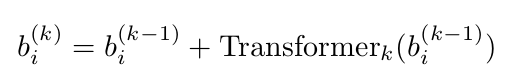 b_i^{(k)} = b_i^{(k-1)} + Transformer_k(b_i^{(k-1)})